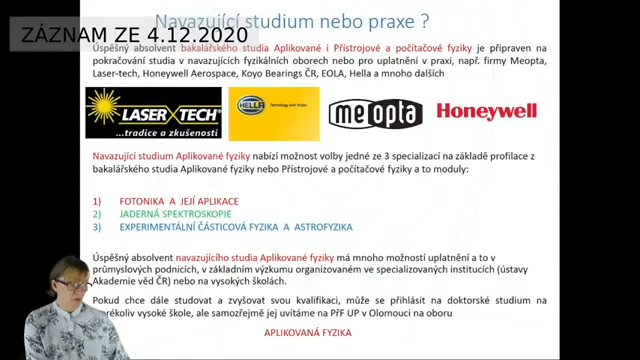 Navazující studium nebo praxe ?
ZÁZNAM ZE 4.12.2020
Úspěšný absolvent bakalářského studia Aplikované i Přístrojové a počítačové fyziky je připraven na
pokračování studia v navazujících fyzikálních oborech nebo pro uplatnění v praxi, např. firmy Meopta,
Laser-tech, Honeywell Aerospace, Koyo Bearings ČR, EOLA, Hella a mnoho dalších
LASER TECH
...tradice a zkušenosti
HELLA
Technology with Vision
meopta
Honeywell
Navazující studium Aplikované fyziky nabízí možnost volby jedné ze 3 specializací na základě profilace z
bakalářského studia Aplikované fyziky nebo Přístrojové a počítačové fyziky a to moduly:
1) FOTONIKA A JEJÍ APLIKACE
2) JADERNÁ SPEKTROSKOPIE
3) EXPERIMENTÁLNÍ ČÁSTICOVÁ FYZIKA A ASTROFYZIKA
Úspěšný absolvent navazujícího studia Aplikované fyziky má mnoho možností uplatnění a to v
průmyslových podnicích, v základním výzkumu organizovaném ve specializovaných institucích (ústavy
Akademie věd ČR) nebo na vysokých školách.
Pokud chce dále studovat a zvyšovat svou kvalifikaci, může se přihlásit na doktorské studium na
škole, ale samozřejmě jej uvítáme na PřF UP v Olomouci na oboru
APLIKOVANÁ FYZIKA